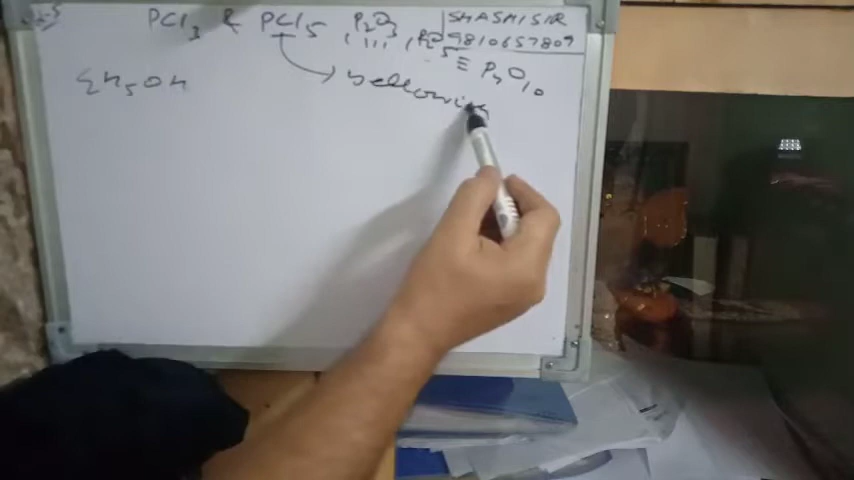 PCl3 & PCl5 P2O3 SHASHI SIR
, ''' , P2O5 9810657809
≡ P4O10
C2H5OH yellowish